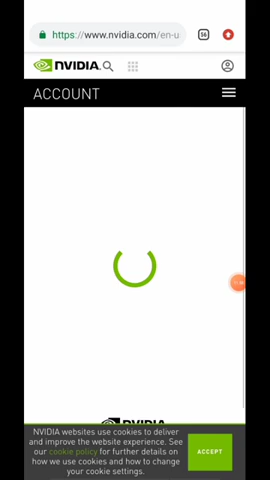 https://www.nvidia.com/en-u
56
NVIDIA.
ACCOUNT
NVIDIA
NVIDIA websites use cookies to deliver
and improve the website experience. See
our cookie policy for further details on
how we use cookies and how to change
your cookie settings.
ACCEPT